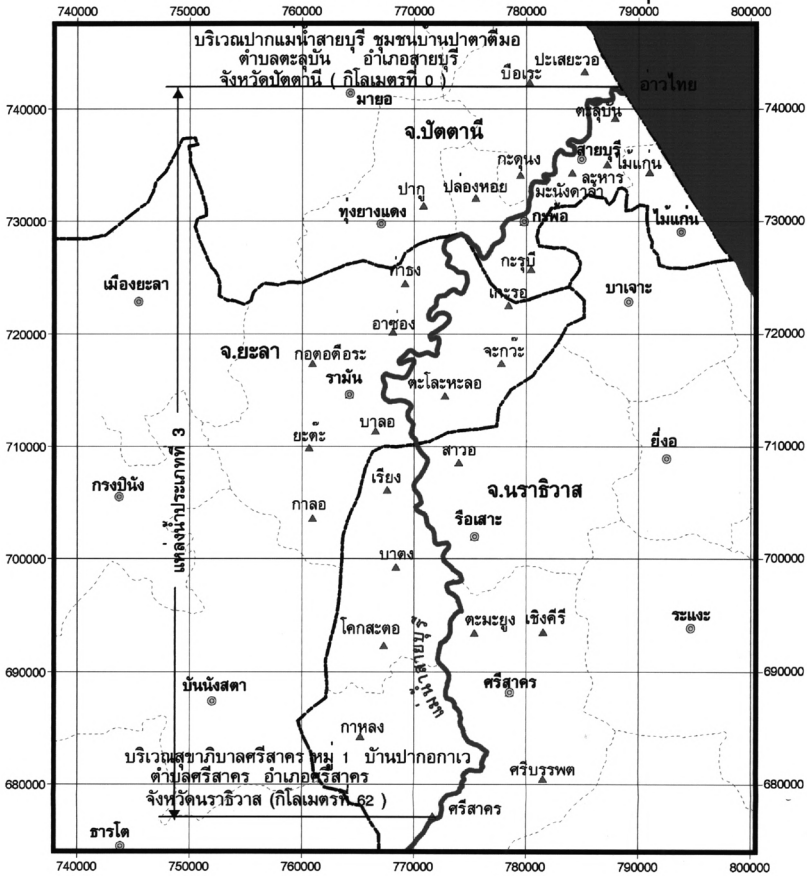 740000 750000 760000 770000 780000 790000 800000
บริเวณปากแม่น้ำสายบุรี ชุมชนบ้านปาตาตีมอ
ตำบลตะลุบัน อำเภอสายบุรี
จังหวัดปัตตานี ( กิโลเมตรที่ 0 )
ปะเสยะวอ
บือเระ
อ่าวไทย
740000
มายอ
ตะลุบัน
740000
จ.ปัตตานี
สายบุรี
กะดุนง
ไม้แก่น
ละหาร
ปล่องหอย
มะนังดาลำ
ปากู
ทุ่งยางแดง
กะพ้อ
ไม้แก่น
730000
730000
กะรุบี
ท่าธง
เมืองยะลา
เกะรอ
บาเจาะ
720000
อาซ่อง
720000
จ.ยะลา
กอตอตือระ
จะกว๊ะ
รามัน
ตะโละหะลอ
บาลอ
ยะต๊ะ
สาวอ
ยี่งอ
710000
710000
แหล่งน้ำประเภทที่ 3
เรียง
จ.นราธิวาส
กรงปินัง
กาลอ
รือเสาะ
700000
บาตง
700000
โคกสะตอ
แม่น้ำสายบุรี
ตะมะยูง
เชิงคีรี
ระแงะ
690000
690000
บันนังสตา
ศรีสาคร
กาหลง
บริเวณสุขาภิบาลศรีสาคร หมู่ 1 บ้านปากอกาเว
ตำบลศรีสาคร อำเภอศรีสาคร
ศรีบรรพต
680000
680000
จังหวัดนราธิวาส (กิโลเมตรที่ 62 )
ศรีสาคร
ธารโต
740000 750000 760000 770000 780000 790000 800000